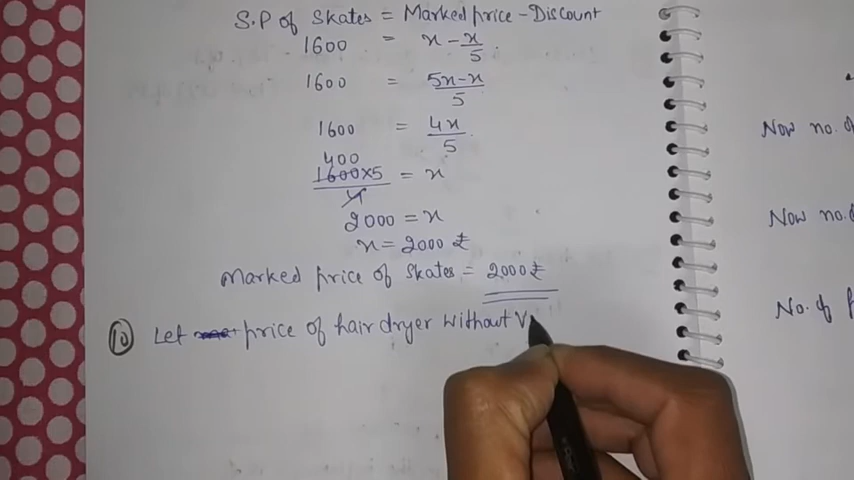 S.P of Skates = Marked price - Discount
1600 = x - x/5
1600 = 5x-x/5
1600 = 4x/5
400
1600x5/4 = x
2000 = x
x = 2000 ₹
Marked price of Skates = 2000 ₹
10 Let price of hair dryer without V
Now no. o
Now no.
No. of